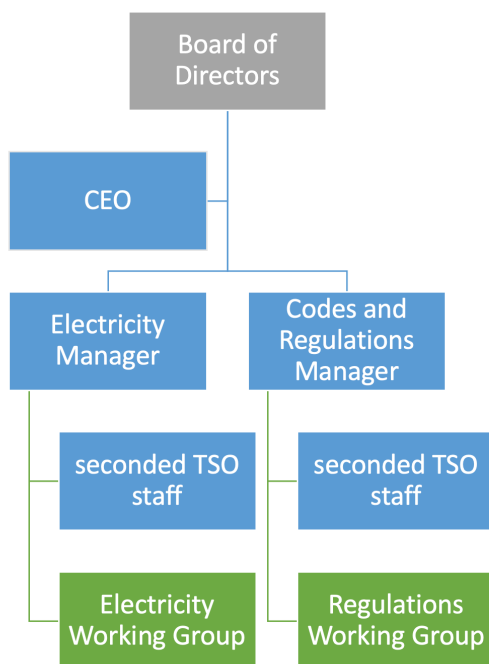 Board of
Directors
CEO
Electricity
Manager
Codes and
Regulations
Manager
seconded TSO
staff
seconded TSO
staff
Electricity
Working Group
Regulations
Working Group